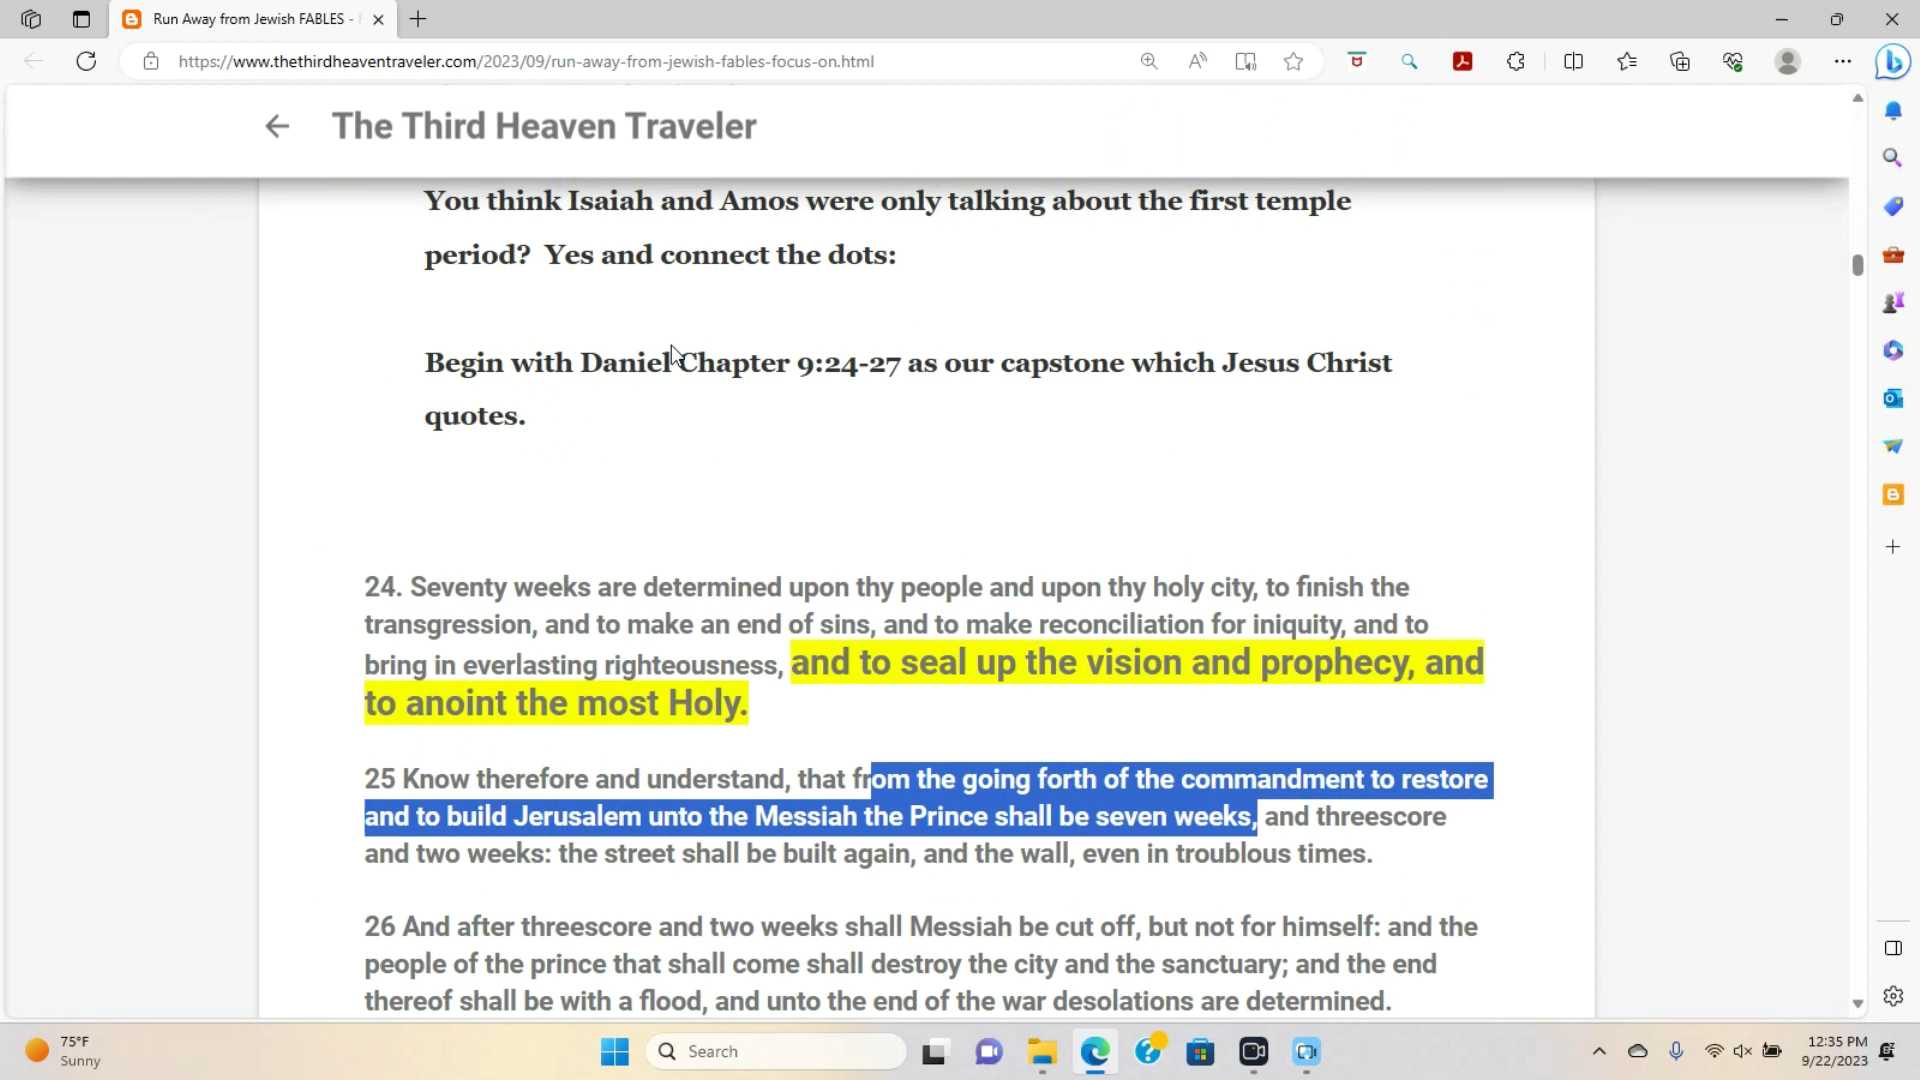 Run Away from Jewish FABLES -
https://www.thethirdheaventraveler.com/2023/09/run-away-from-jewish-fables-focus-on.html
The Third Heaven Traveler
You think Isaiah and Amos were only talking about the first temple
period? Yes and connect the dots:
Begin with Daniel Chapter 9:24-27 as our capstone which Jesus Christ
quotes.
24. Seventy weeks are determined upon thy people and upon thy holy city, to finish the
transgression, and to make an end of sins, and to make reconciliation for iniquity, and to
bring in everlasting righteousness, and to seal up the vision and prophecy, and
to anoint the most Holy.
25 Know therefore and understand, that from the going forth of the commandment to restore
and to build Jerusalem unto the Messiah the Prince shall be seven weeks, and threescore
and two weeks: the street shall be built again, and the wall, even in troublous times.
26 And after threescore and two weeks shall Messiah be cut off, but not for himself: and the
people of the prince that shall come shall destroy the city and the sanctuary; and the end
thereof shall be with a flood, and unto the end of the war desolations are determined.
75°F
Sunny
Search
12:35 PM
9/22/2023